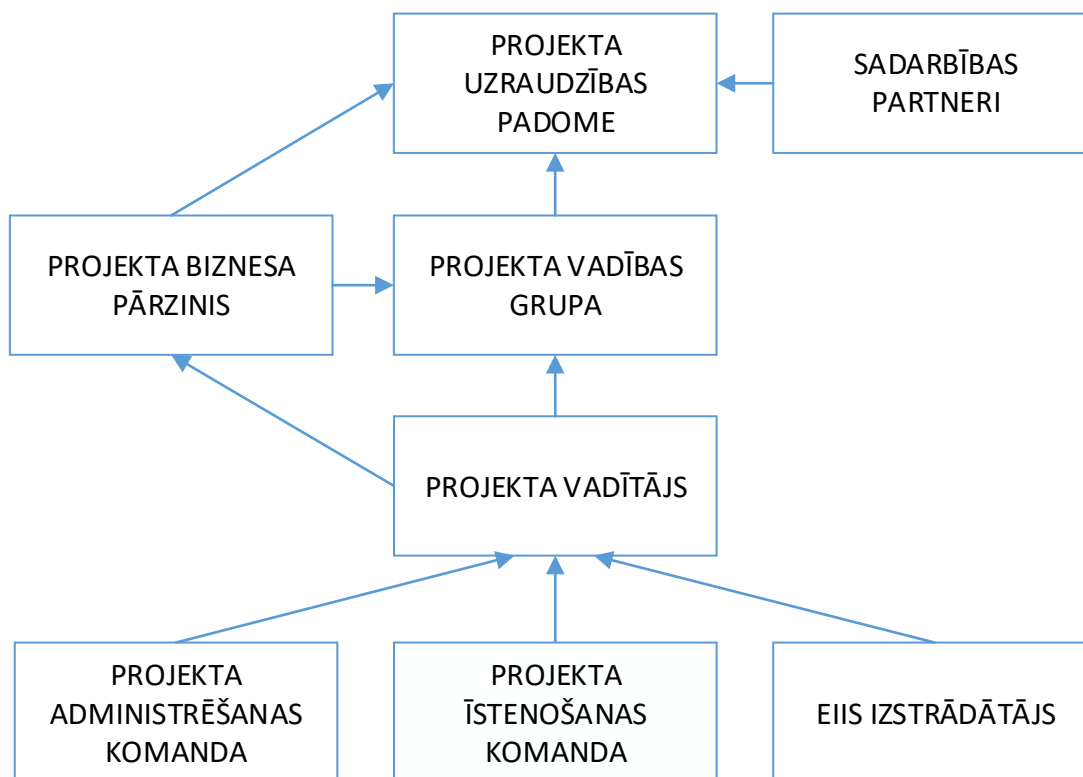 PROJEKTA
UZRAUDZĪBAS
PADOME
SADARBĪBAS
PARTNERI
PROJEKTA BIZNESA
PĀRZINIS
PROJEKTA VADĪBAS
GRUPA
PROJEKTA VADĪTĀJS
PROJEKTA
ADMINISTRĒŠANAS
KOMANDA
PROJEKTA
ĪSTENOŠANAS
KOMANDA
EIIS IZSTRĀDĀTĀJS